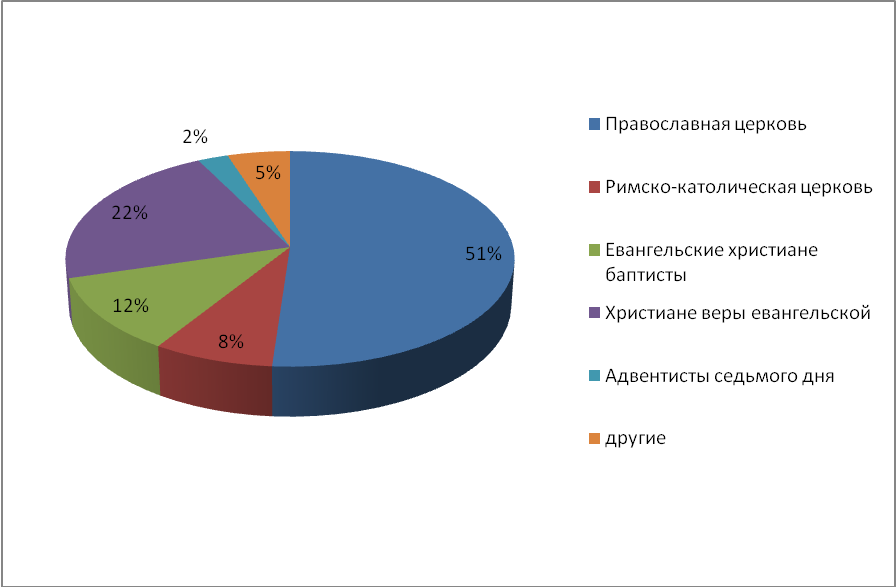 2%
5%
22%
51%
12%
8%
Православная церковь
Римско-католическая церковь
Евангельские христиане
баптисты
Христиане веры евангельской
Адвентисты седьмого дня
другие